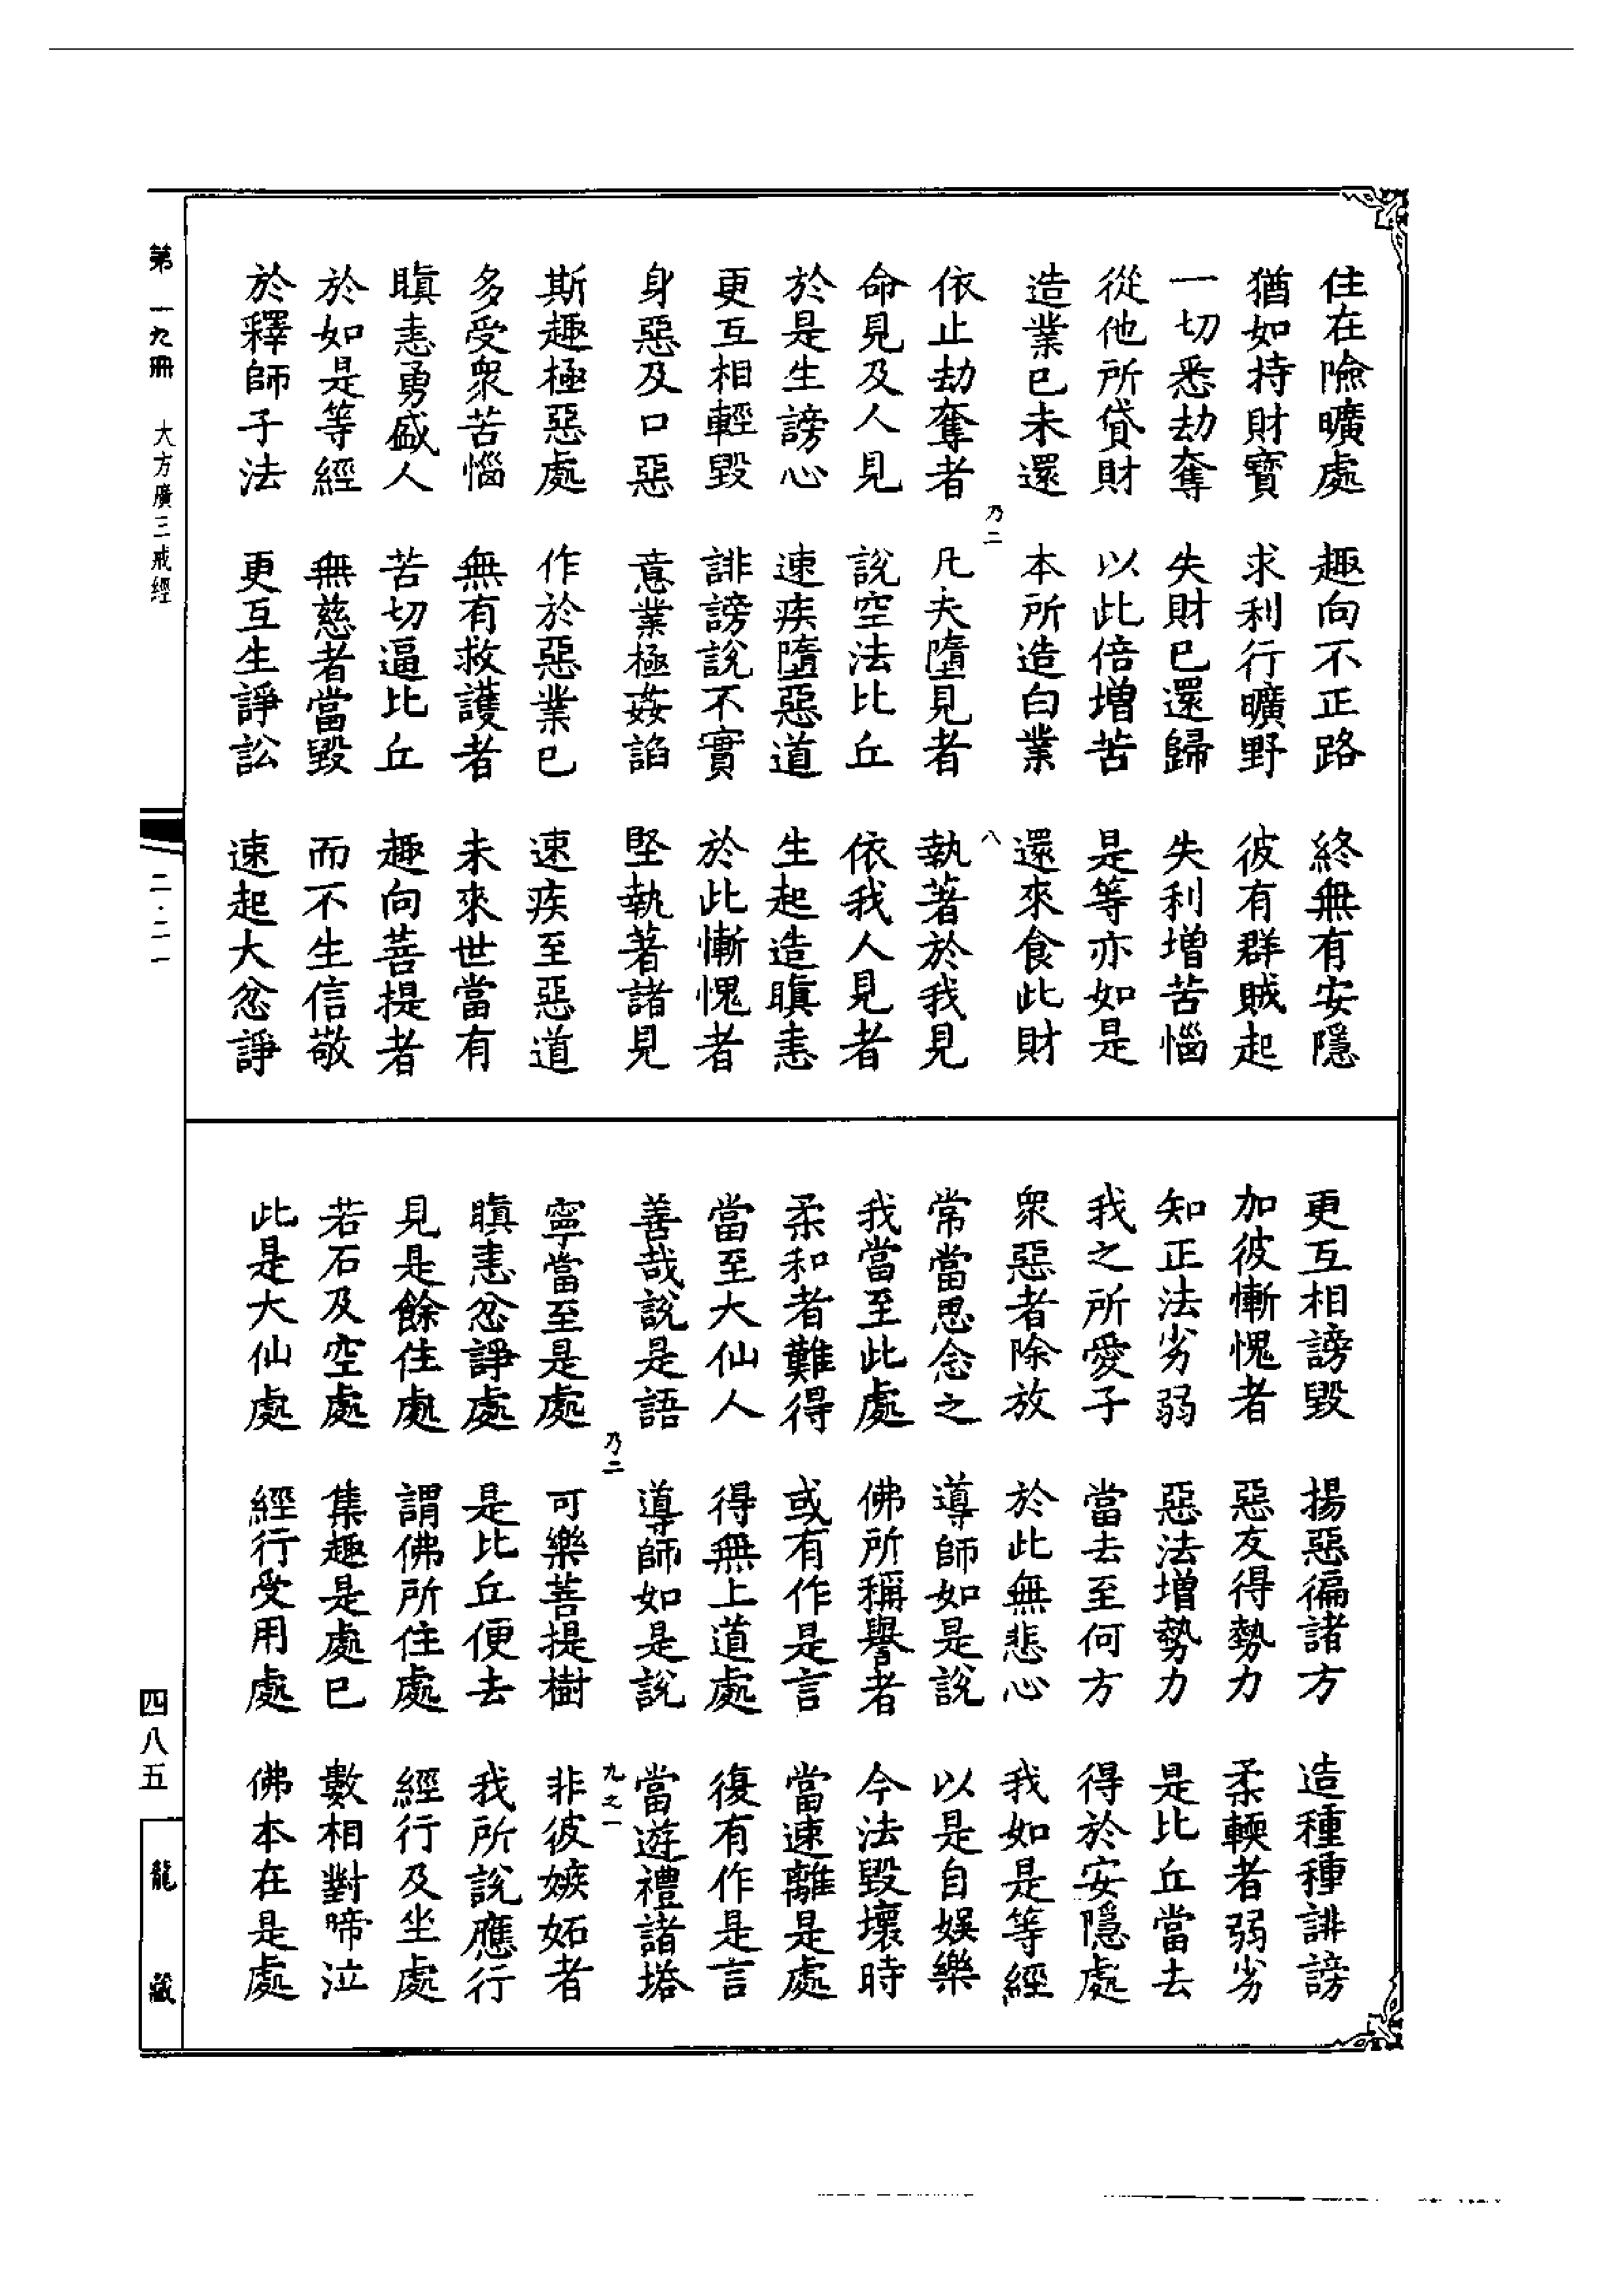 住在險曠處　趣向不正路　終無有安隱
猶如持財寳　求利行曠野　彼有群賊起
一切悉劫奪　失財已還歸　失利增苦惱
從他所貸財　以此倍增苦　是等亦如是
造業已未還　本所造白業　還來食此財
乃二　八
依止劫奪者　凡夫墮見者　執著於我見
命見及人見　說空法比丘　依我人見者
於是生謗心　速疾墮惡道　生起造瞋恚
更互相輕毀　誹謗說不實　於此慚愧者
身惡及口惡　意業極姦諂　堅執著諸見
斯趣極惡處　作於惡業已　速疾至惡道
多受衆苦惱　無有救護者　未來世當有
瞋恚勇盛人　苦切逼比丘　趣向菩提者
於如是等經　無慈者當毀　而不生信敬
於釋師子法　更互生諍訟　速起大忿諍
更互相謗毀　揚惡徧諸方　造種種誹謗
加彼慚愧者　惡友得勢力　柔輭者弱劣
知正法劣弱　惡法增勢力　是比丘當去
我之所愛子　當去至何方　得於安隱處
衆惡者除放　於此無悲心　我如是等經
常當思念之　導師如是說　以是自娛樂
我當至此處　佛所稱譽者　今法毀壞時
柔和者難得　或有作是言　當速離是處
當至大仙人　得無上道處　復有作是言
善哉說是語　導師如是說　當遊禮諸塔
乃二　九之一
寧當至是處　可樂菩提樹　非彼嫉妬者
瞋恚忿諍處　是比丘便去　我所說應行
見是餘住處　謂佛所住處　經行及坐處
若石及空處　集趣是處已　數相對啼泣
此是大仙處　經行受用處　佛本在是處
第一九冊　大方廣三戒經　二·二一　四八五　龍藏